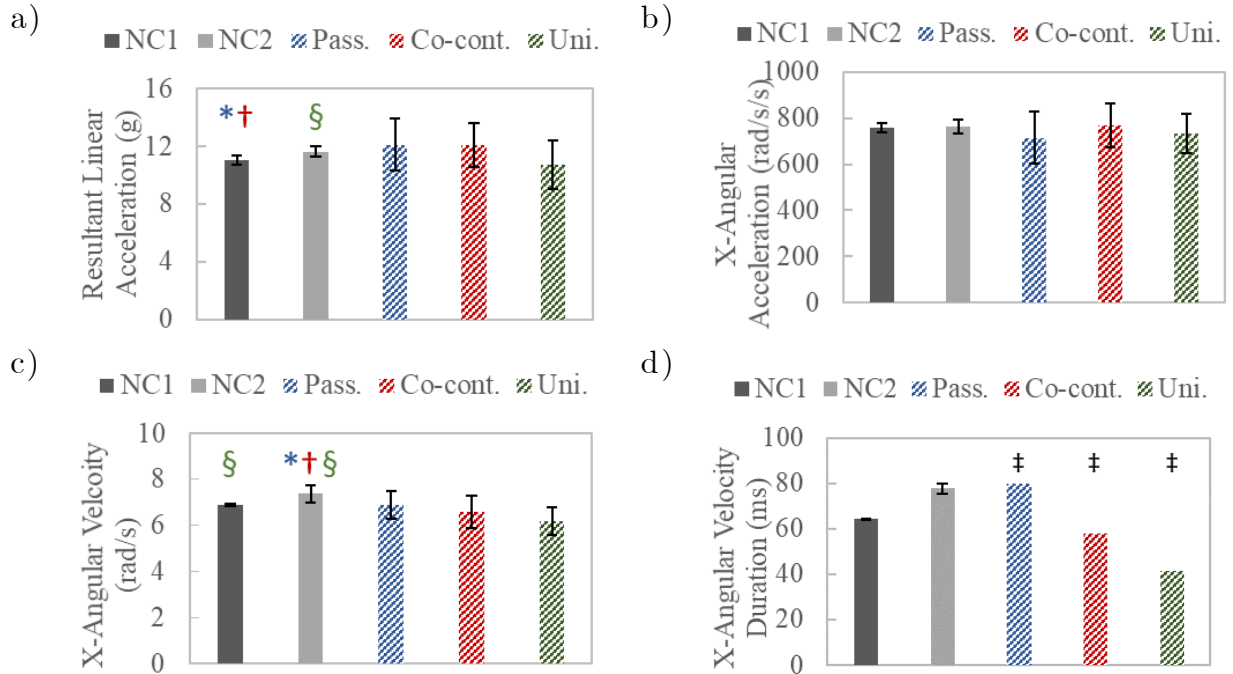 a)
NC1 NC2 Pass. Co-cont. Uni.
Resultant Linear
Acceleration (g)
16
12
8
4
0
*† §
b)
NC1 NC2 Pass. Co-cont. Uni.
X-Angular
Acceleration (rad/s/s)
1000
800
600
400
200
0
c)
NC1 NC2 Pass. Co-cont. Uni.
X-Angular Velcoity
(rad/s)
10
8
6
4
2
0
§ *†§
d)
NC1 NC2 Pass. Co-cont. Uni.
X-Angular Velocity
Duration (ms)
100
80
60
40
20
0
‡ ‡ ‡